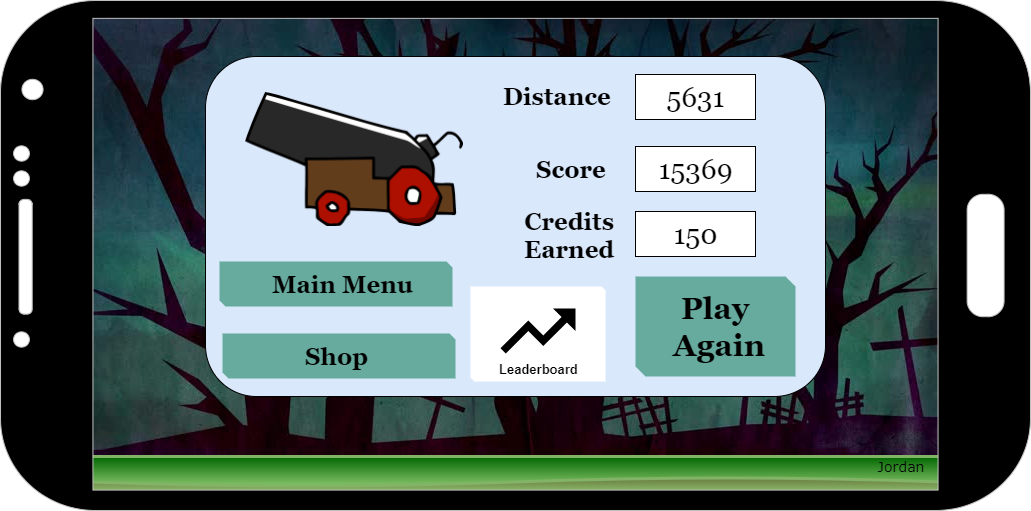 Distance 5631
Score 15369
Credits
Earned 150
Main Menu
Shop
Leaderboard
Play
Again
Jordan